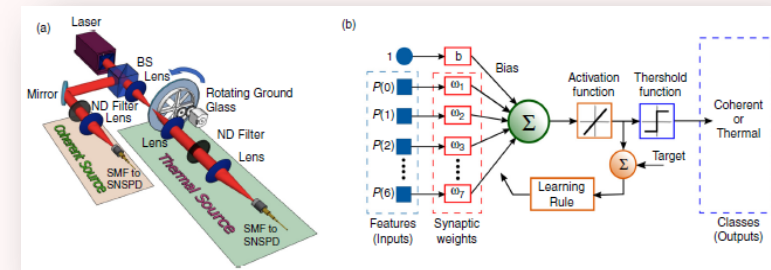 (a)
Laser
BS
Lens
Mirror
ND Filter
Lens
Rotating Ground
Glass
Lens
ND Filter
Lens
Coherent Source
SMF to
SNSPD
Thermal Source
SMF to
SNSPD
(b)
1
b
Bias
P(0)
ω1
P(1)
ω2
P(2)
ω3
P(6)
ω7
Features
(Inputs)
Synaptic
weights
Σ
Activation
function
Thershold
function
Σ
Target
Learning
Rule
Coherent
or
Thermal
Classes
(Outputs)